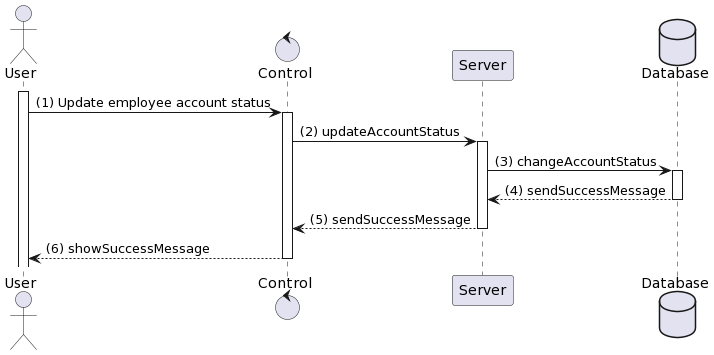 User
Control
Server
Database
(1) Update employee account status
(2) updateAccountStatus
(3) changeAccountStatus
(4) sendSuccessMessage
(5) sendSuccessMessage
(6) showSuccessMessage
User
Control
Server
Database